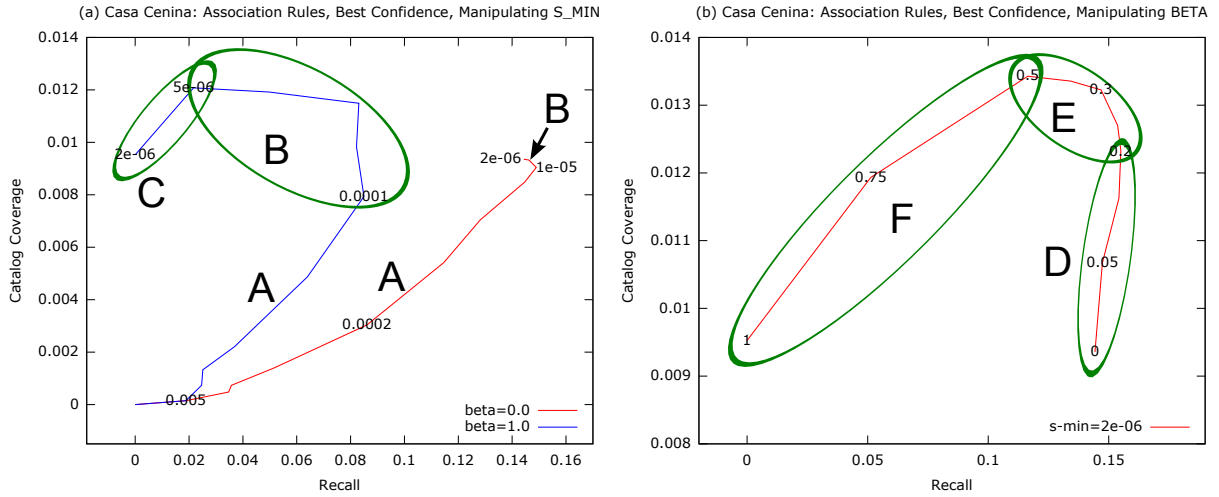 (a) Casa Cenina: Association Rules, Best Confidence, Manipulating S_MIN
0.014
0.012
0.01
0.008
0.006
0.004
0.002
0
Catalog Coverage
5e-06
2e-06
B
C
0.0001
B
2e-06
1e-05
A
A
0.0002
0.005
beta=0.0
beta=1.0
0
0.02
0.04
0.06
0.08
0.1
0.12
0.14
0.16
Recall
(b) Casa Cenina: Association Rules, Best Confidence, Manipulating BETA
0.014
0.013
0.012
0.011
0.01
0.009
0.008
Catalog Coverage
0.5
0.3
E
0.2
0.75
F
D
0.05
1
0
s-min=2e-06
0
0.05
0.1
0.15
Recall